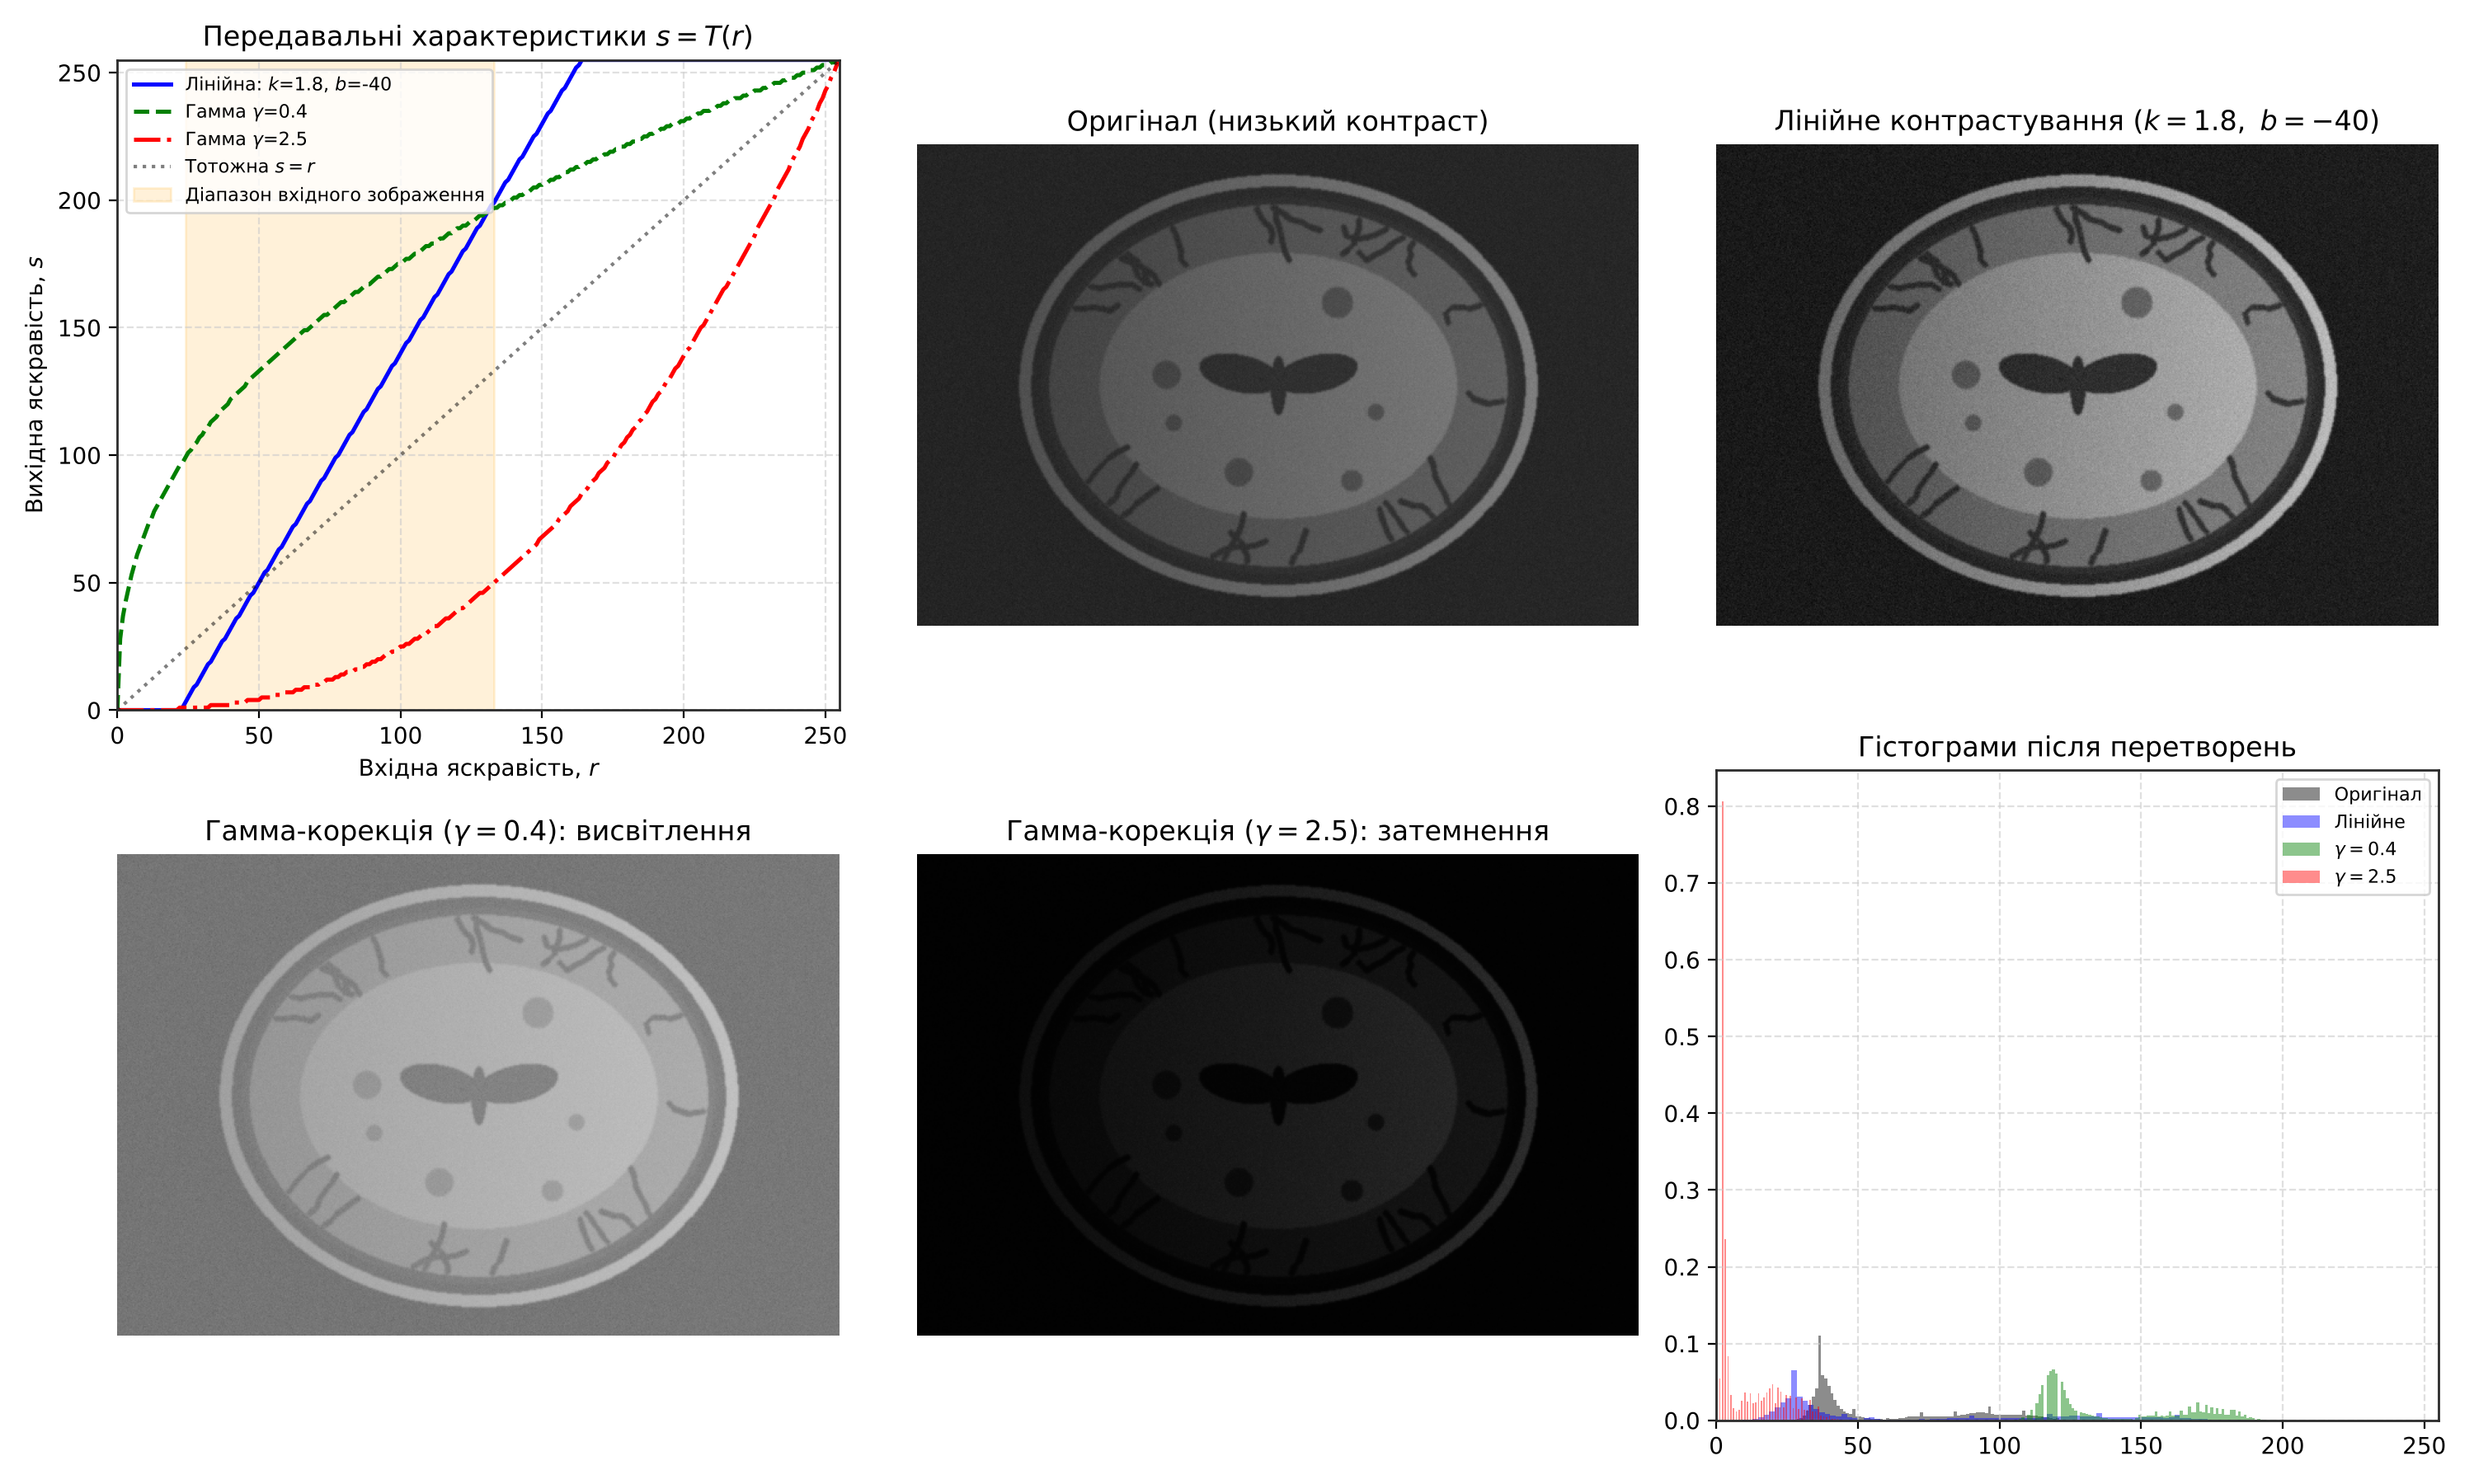 Передавальні характеристики s = T(r)
250
200
150
100
50
0
Вихідна яскравість, s
Лінійна: k=1.8, b=-40
Гамма γ=0.4
Гамма γ=2.5
Тотожна s = r
Діапазон вхідного зображення
0 50 100 150 200 250
Вхідна яскравість, r
Оригінал (низький контраст)
Лінійне контрастування (k = 1.8, b = −40)
Гамма-корекція (γ = 0.4): висвітлення
Гамма-корекція (γ = 2.5): затемнення
Гістограми після перетворень
0.8
0.7
0.6
0.5
0.4
0.3
0.2
0.1
0.0
Оригінал
Лінійне
γ = 0.4
γ = 2.5
0 50 100 150 200 250